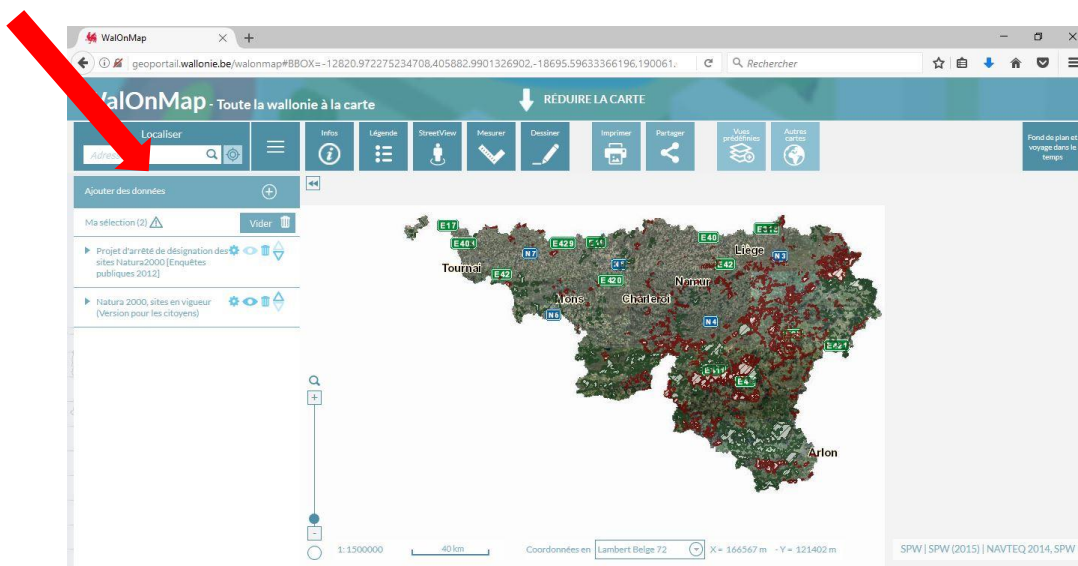 WalOnMap
geoportail.wallonie.be/walonmap#BBOX=-12820.972275234708,405882.9901326902,-18695.59633366196,190061.
Rechercher
alOnMap - Toute la wallonie à la carte
RÉDUIRE LA CARTE
Localiser
Infos
Légende
StreetView
Mesurer
Dessiner
Imprimer
Partager
Vues prédéfinies
Autres cartes
Fond de plan et
voyage dans le
temps
Ajouter des données
Ma sélection (2)
Vider
Projet d'arrêté de désignation des
sites Natura2000 [Enquêtes
publiques 2012]
Natura 2000, sites en vigueur
(Version pour les citoyens)
E17
E429
N7
E40
Liège
N3
E42
Tournai
E42
E420
Namur
Mons
Charleroi
N6
N4
Arlon
1:1500000
40 km
Coordonnées en
Lambert Belge 72
X = 166567 m - Y = 121402 m
SPW | SPW (2015) | NAVTEQ 2014, SPW